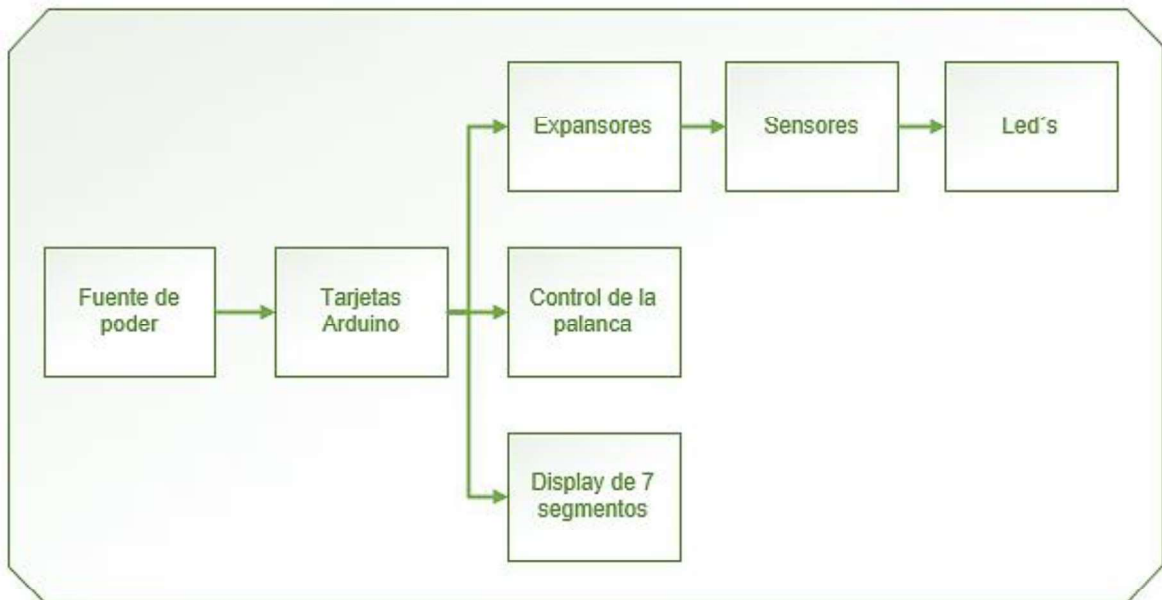 Expansores
Sensores
Led´s
Fuente de
poder
Tarjetas
Arduino
Control de la
palanca
Display de 7
segmentos